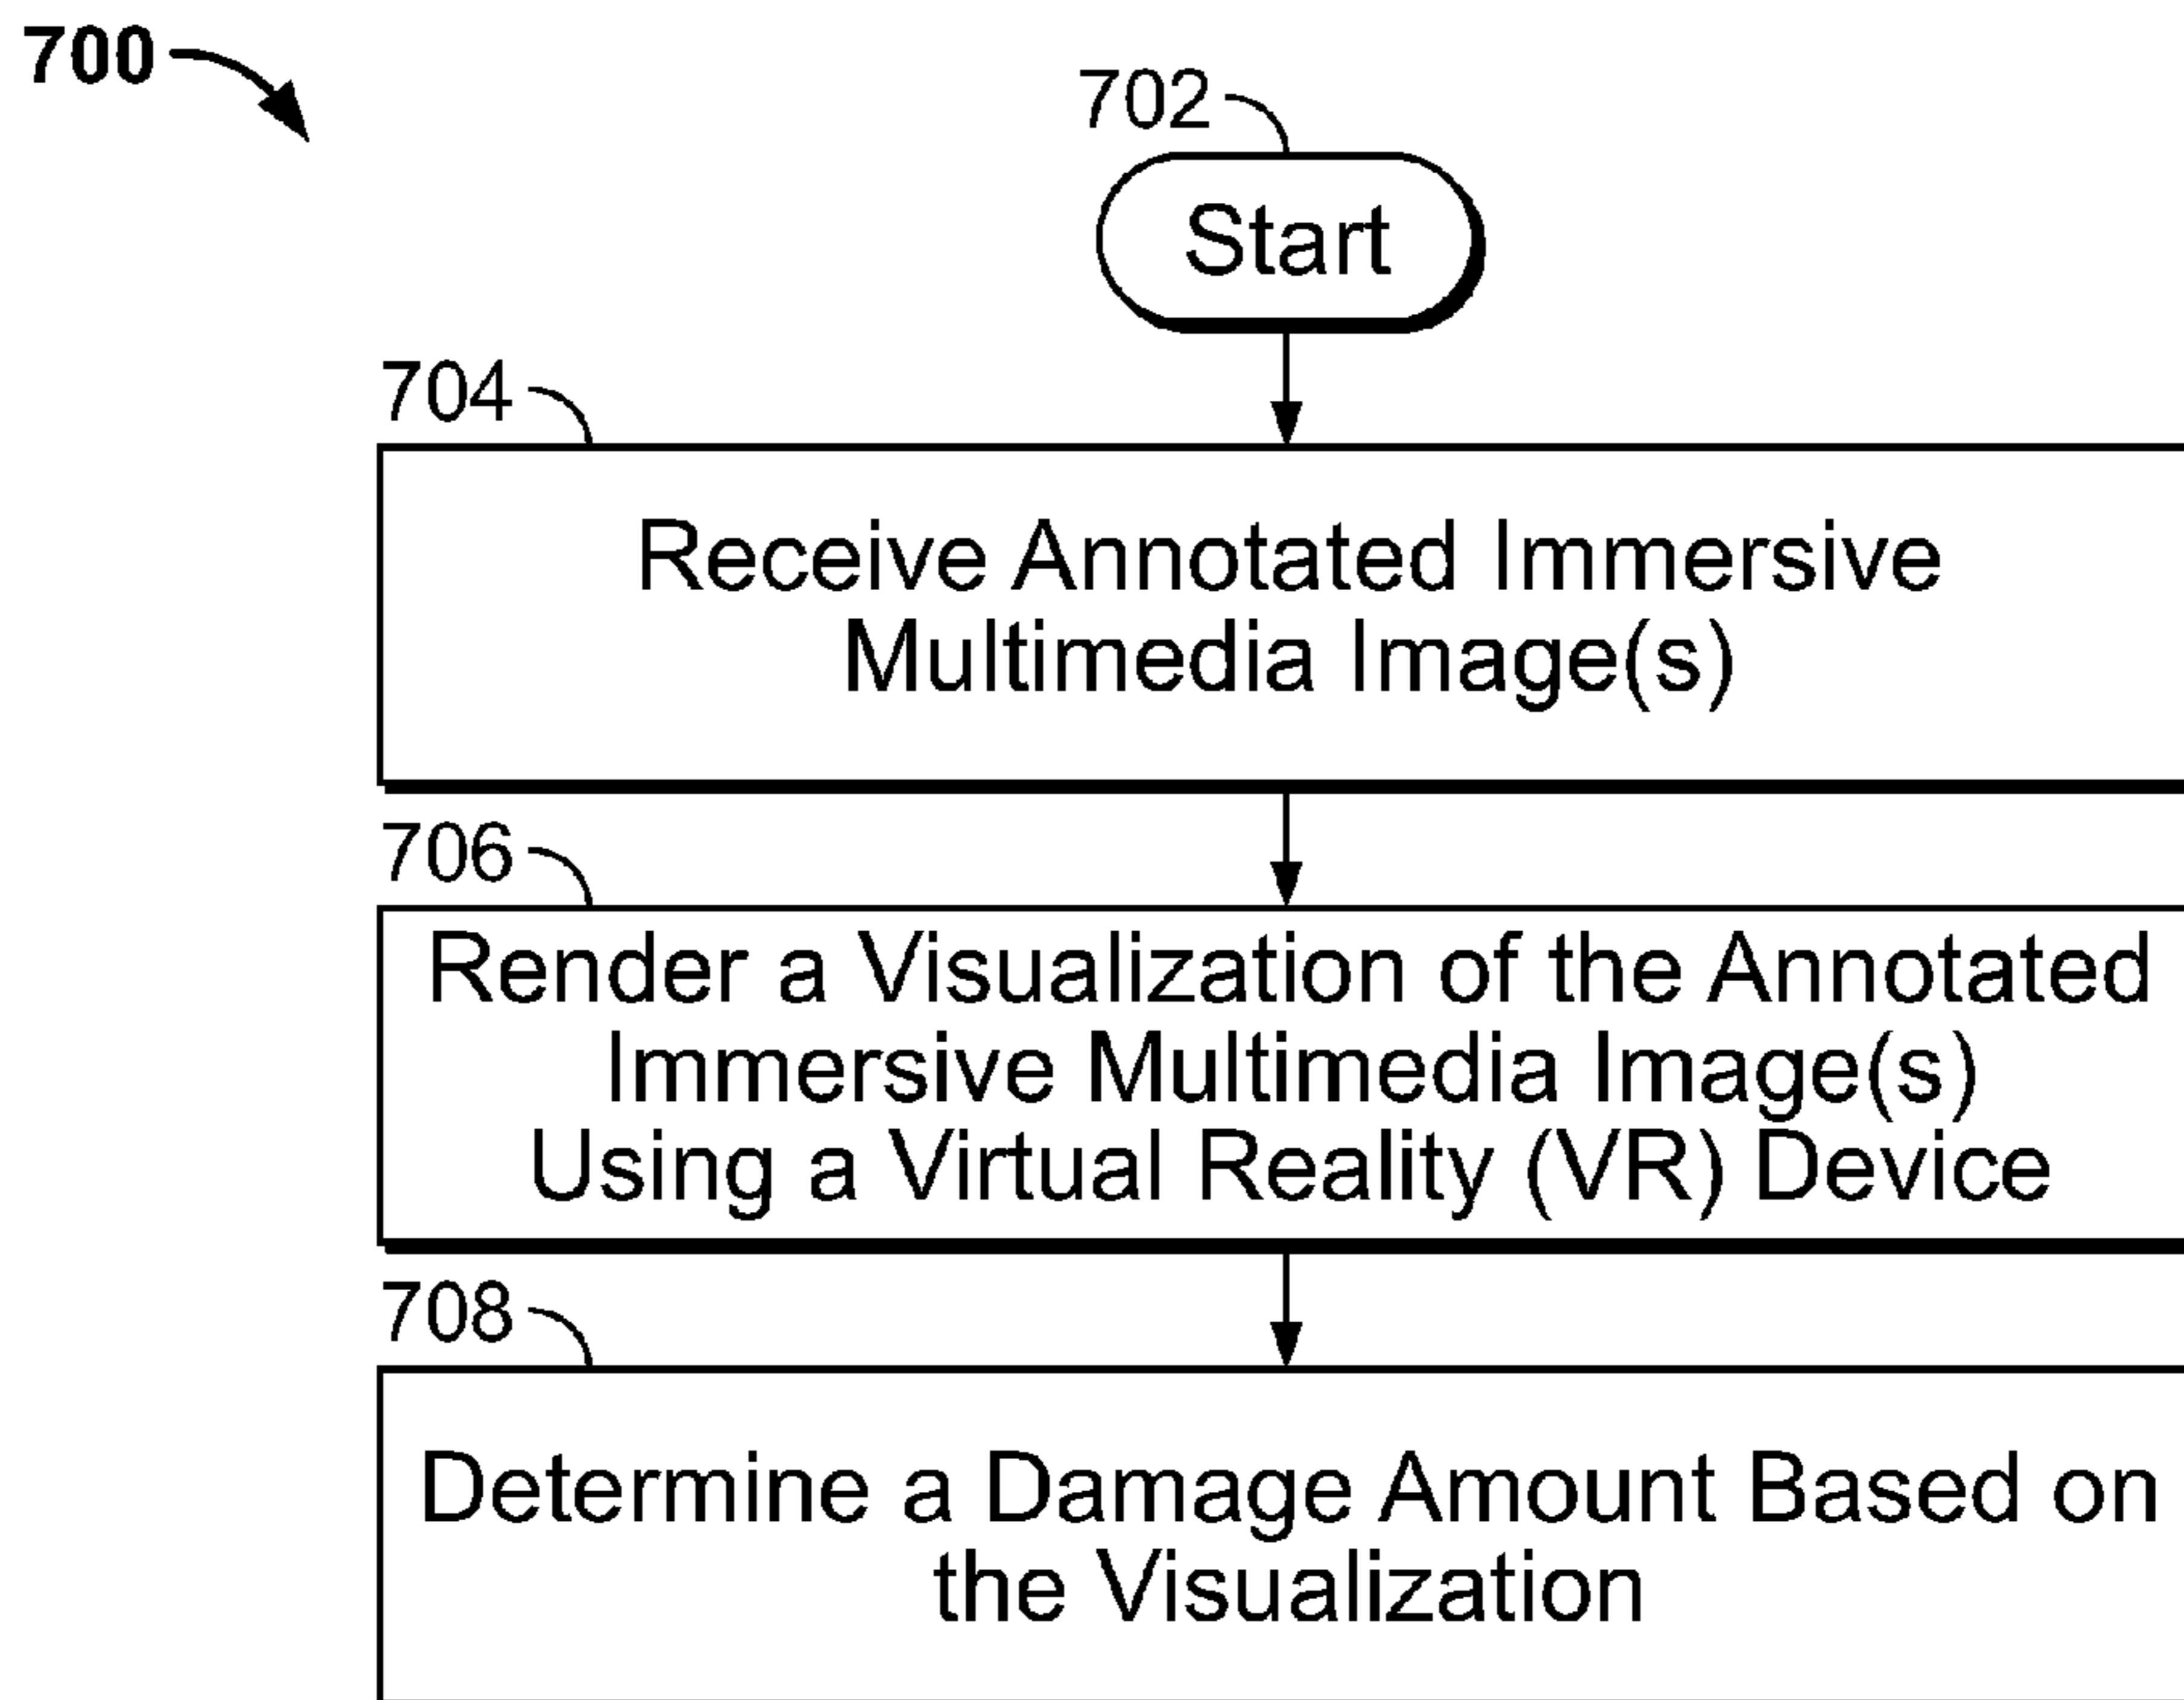 700
702
Start
704
Receive Annotated Immersive
Multimedia Image(s)
706
Render a Visualization of the Annotated
Immersive Multimedia Image(s)
Using a Virtual Reality (VR) Device
708
Determine a Damage Amount Based on
the Visualization